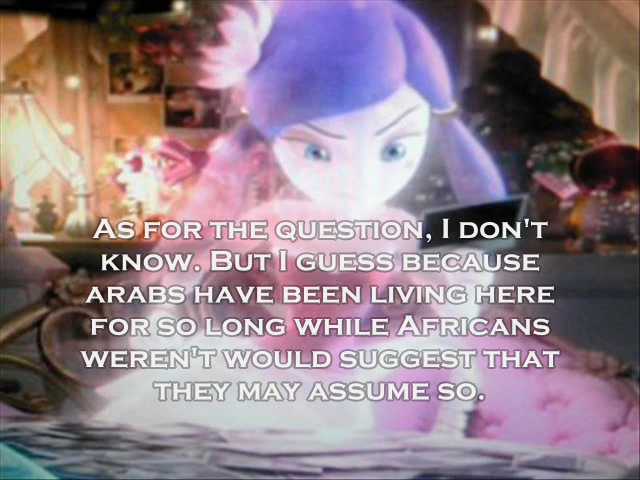 As for the question, I don't
know. But I guess because
arabs have been living here
for so long while Africans
weren't would suggest that
they may assume so.